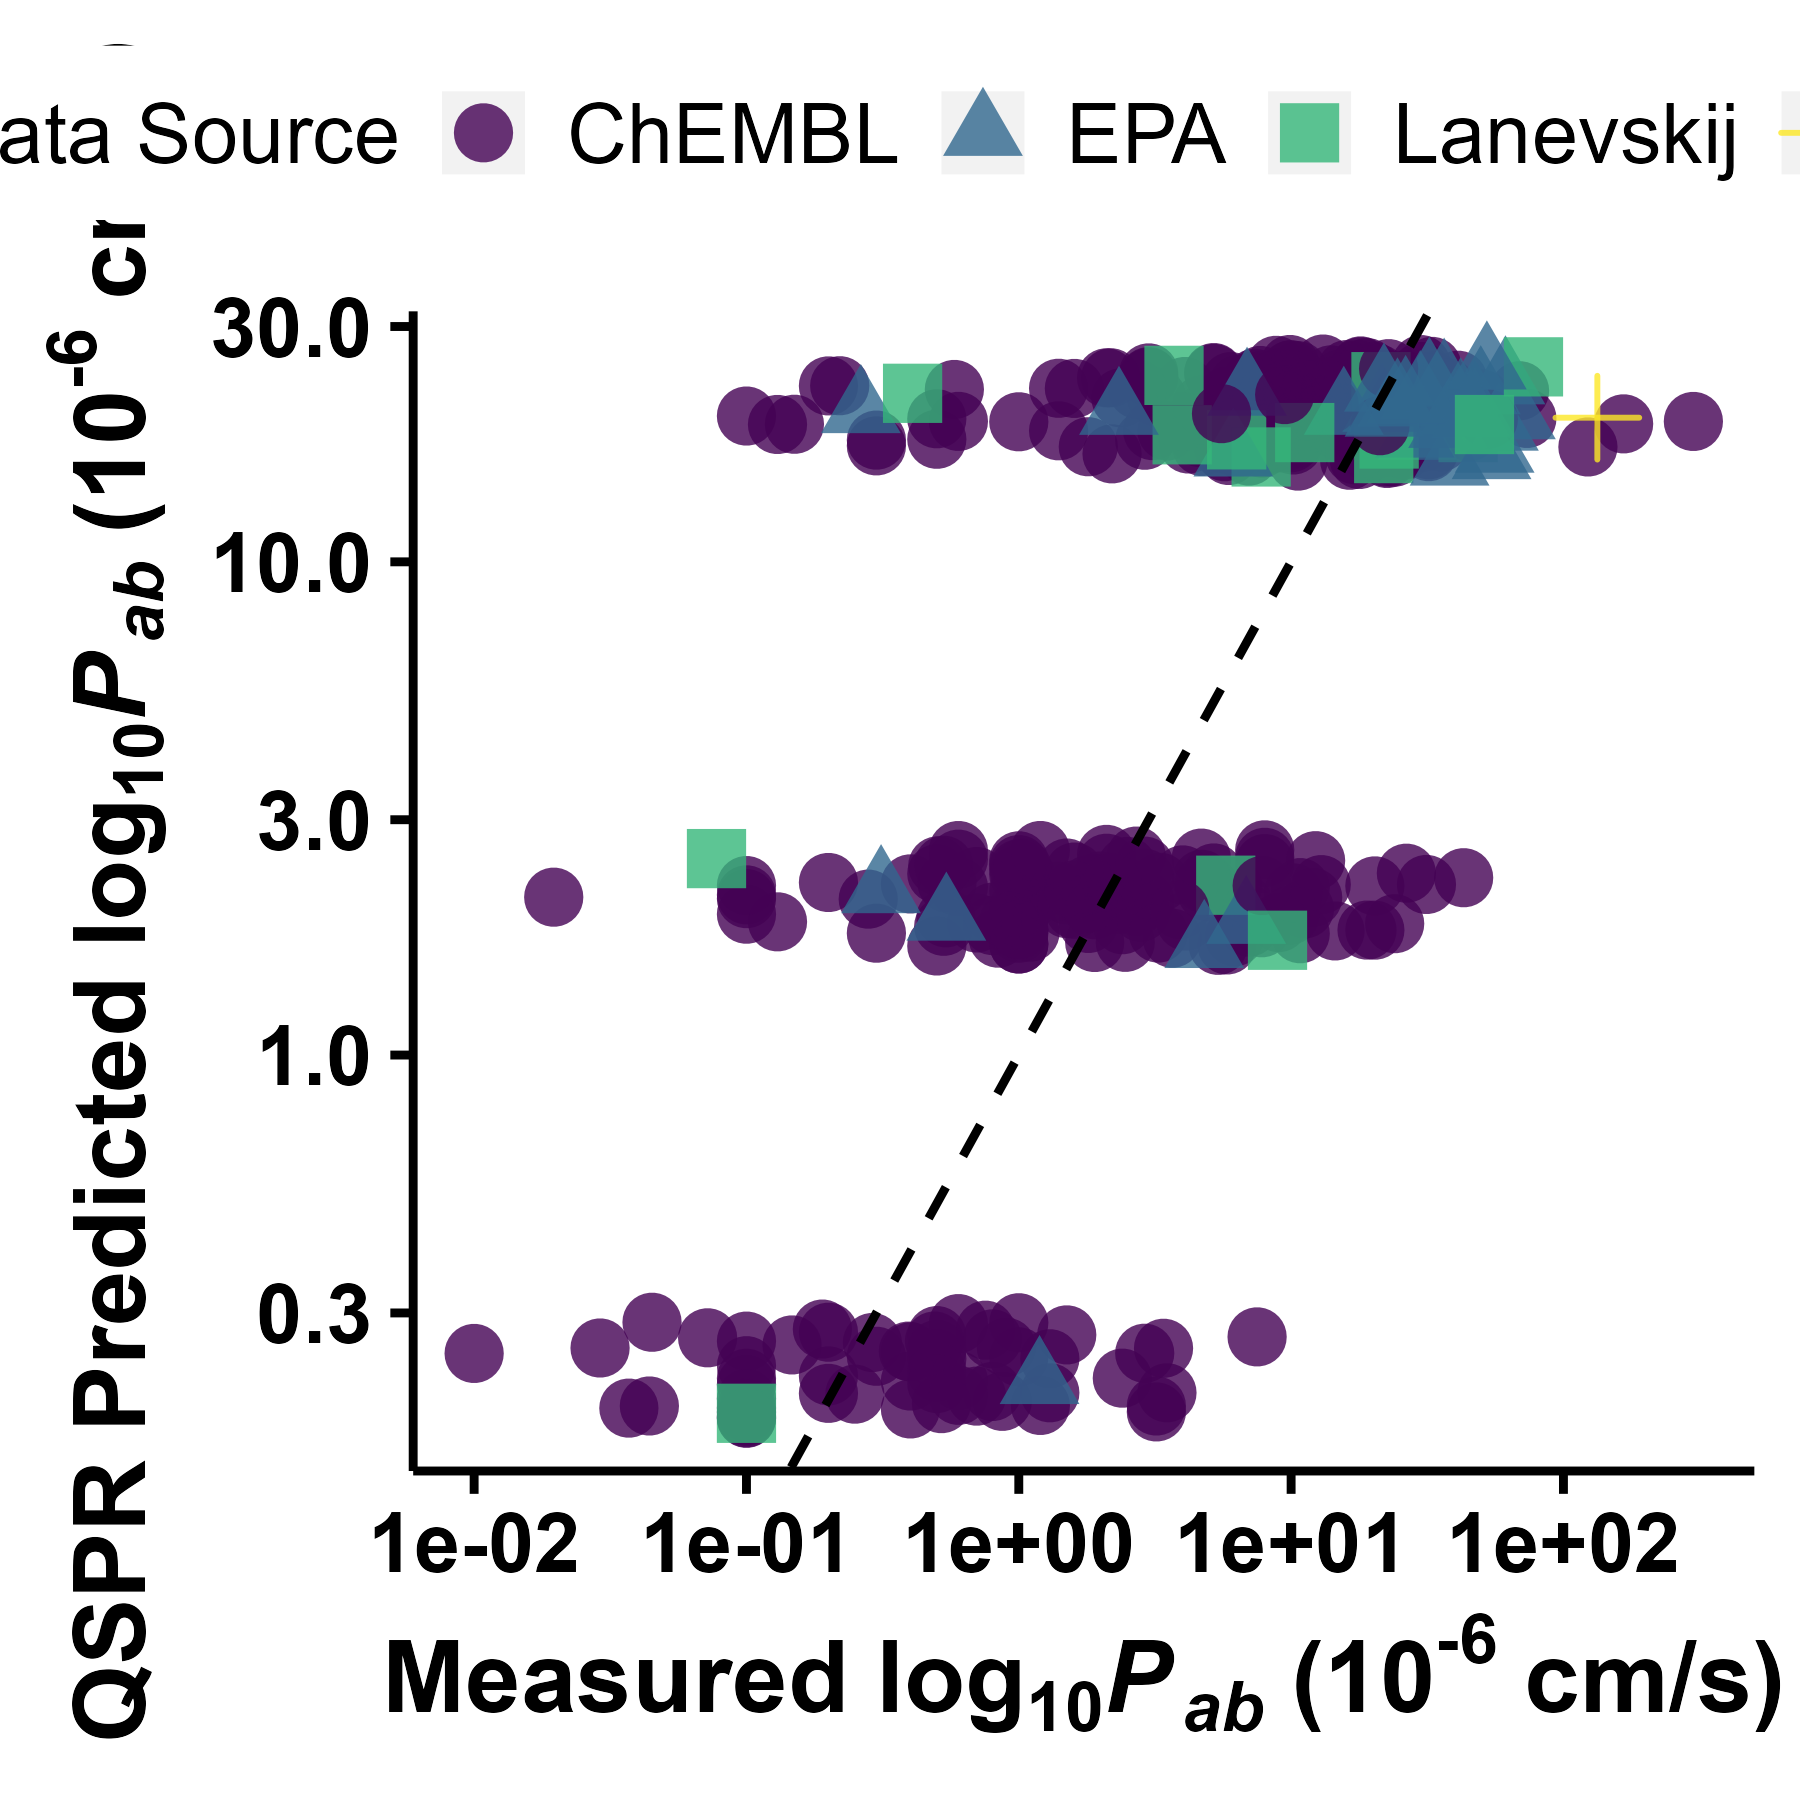 ata Source ChEMBL EPA Lanevskij
QSPR Predicted log10Pab (10-6 cr
30.0
10.0
3.0
1.0
0.3
1e-02 1e-01 1e+00 1e+01 1e+02
Measured log10Pab (10-6 cm/s)